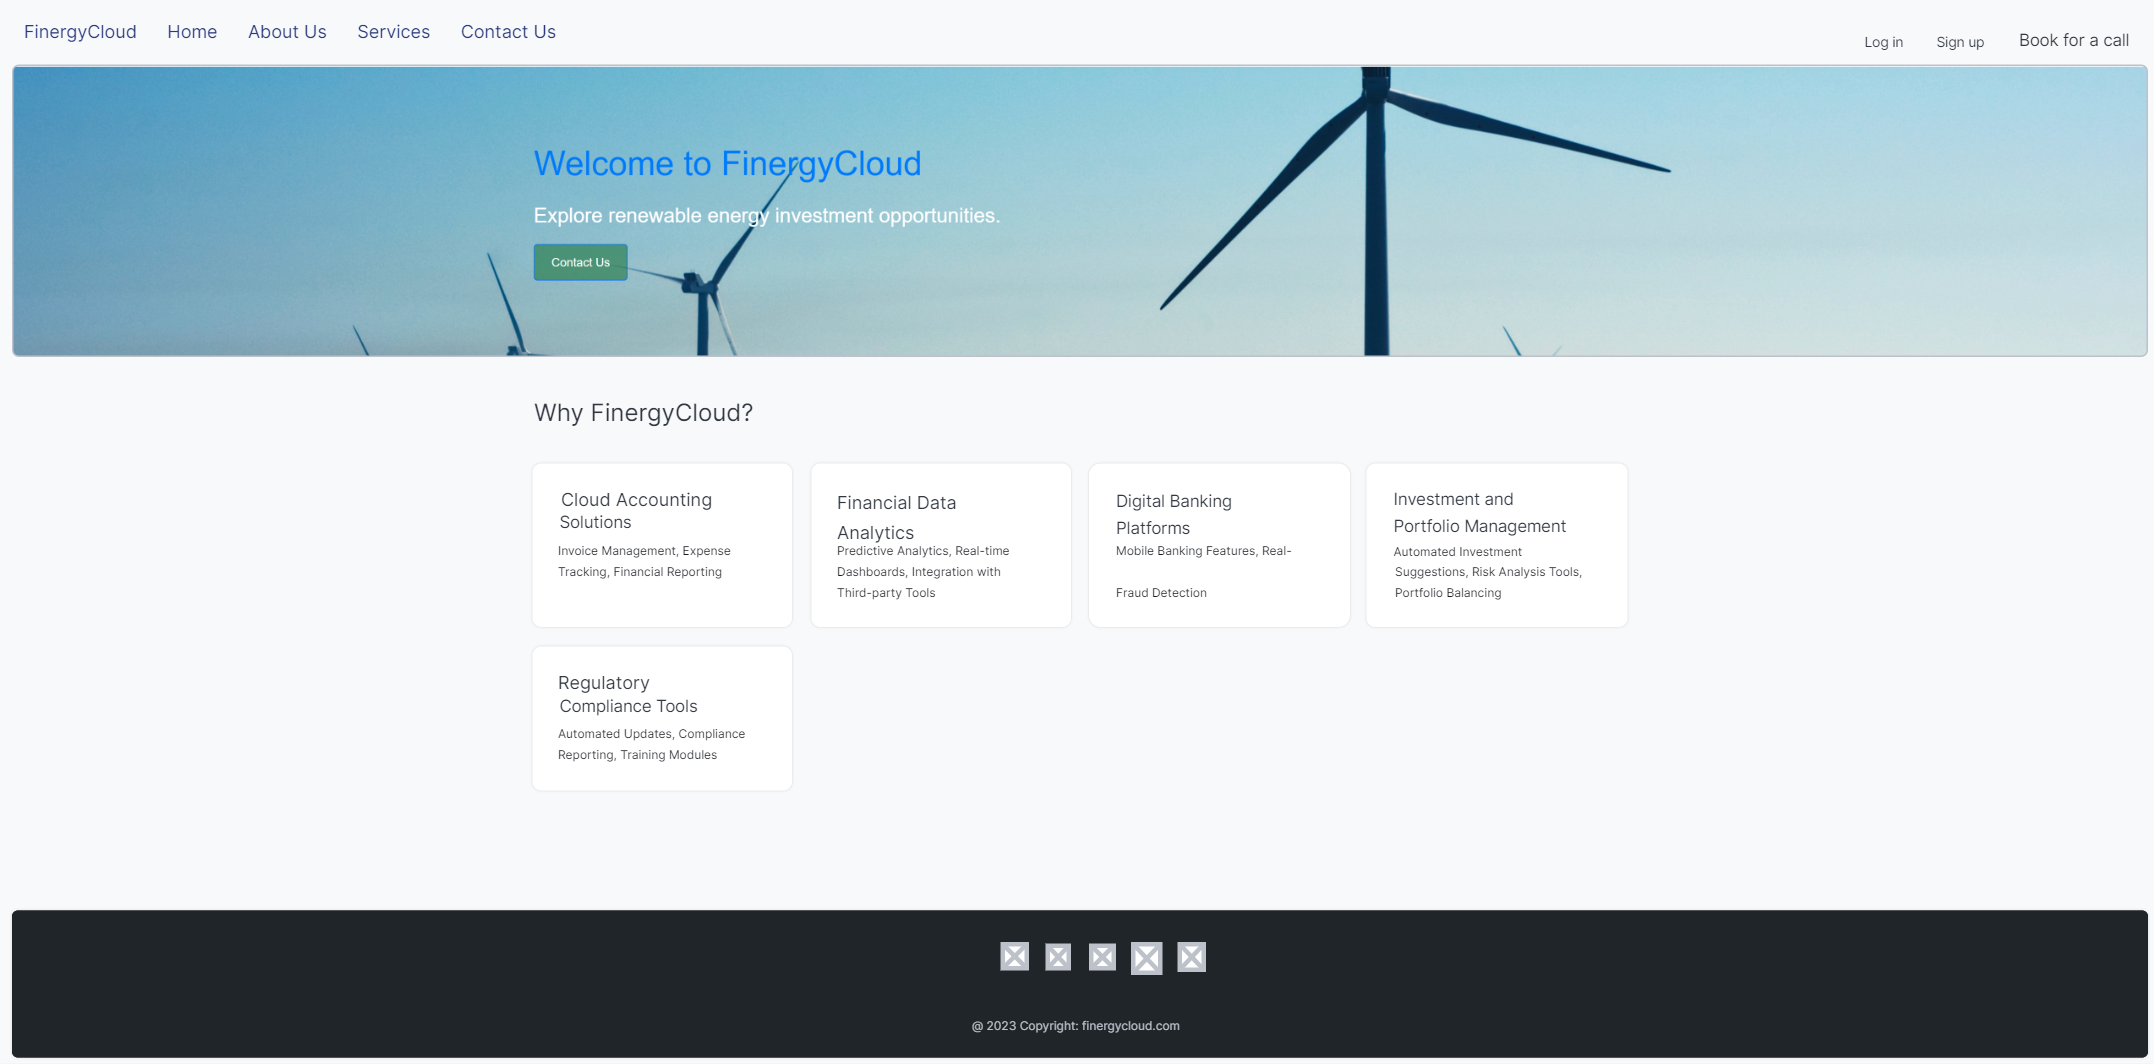 FinergyCloud Home About Us Services Contact Us
Log in Sign up Book for a call
Welcome to FinergyCloud
Explore renewable energy investment opportunities.
Contact Us
Why FinergyCloud?
Cloud Accounting
Solutions
Invoice Management, Expense
Tracking, Financial Reporting
Financial Data
Analytics
Predictive Analytics, Real-time
Dashboards, Integration with
Third-party Tools
Digital Banking
Platforms
Mobile Banking Features, Real-
Fraud Detection
Investment and
Portfolio Management
Automated Investment
Suggestions, Risk Analysis Tools,
Portfolio Balancing
Regulatory
Compliance Tools
Automated Updates, Compliance
Reporting, Training Modules
@ 2023 Copyright: finergycloud.com